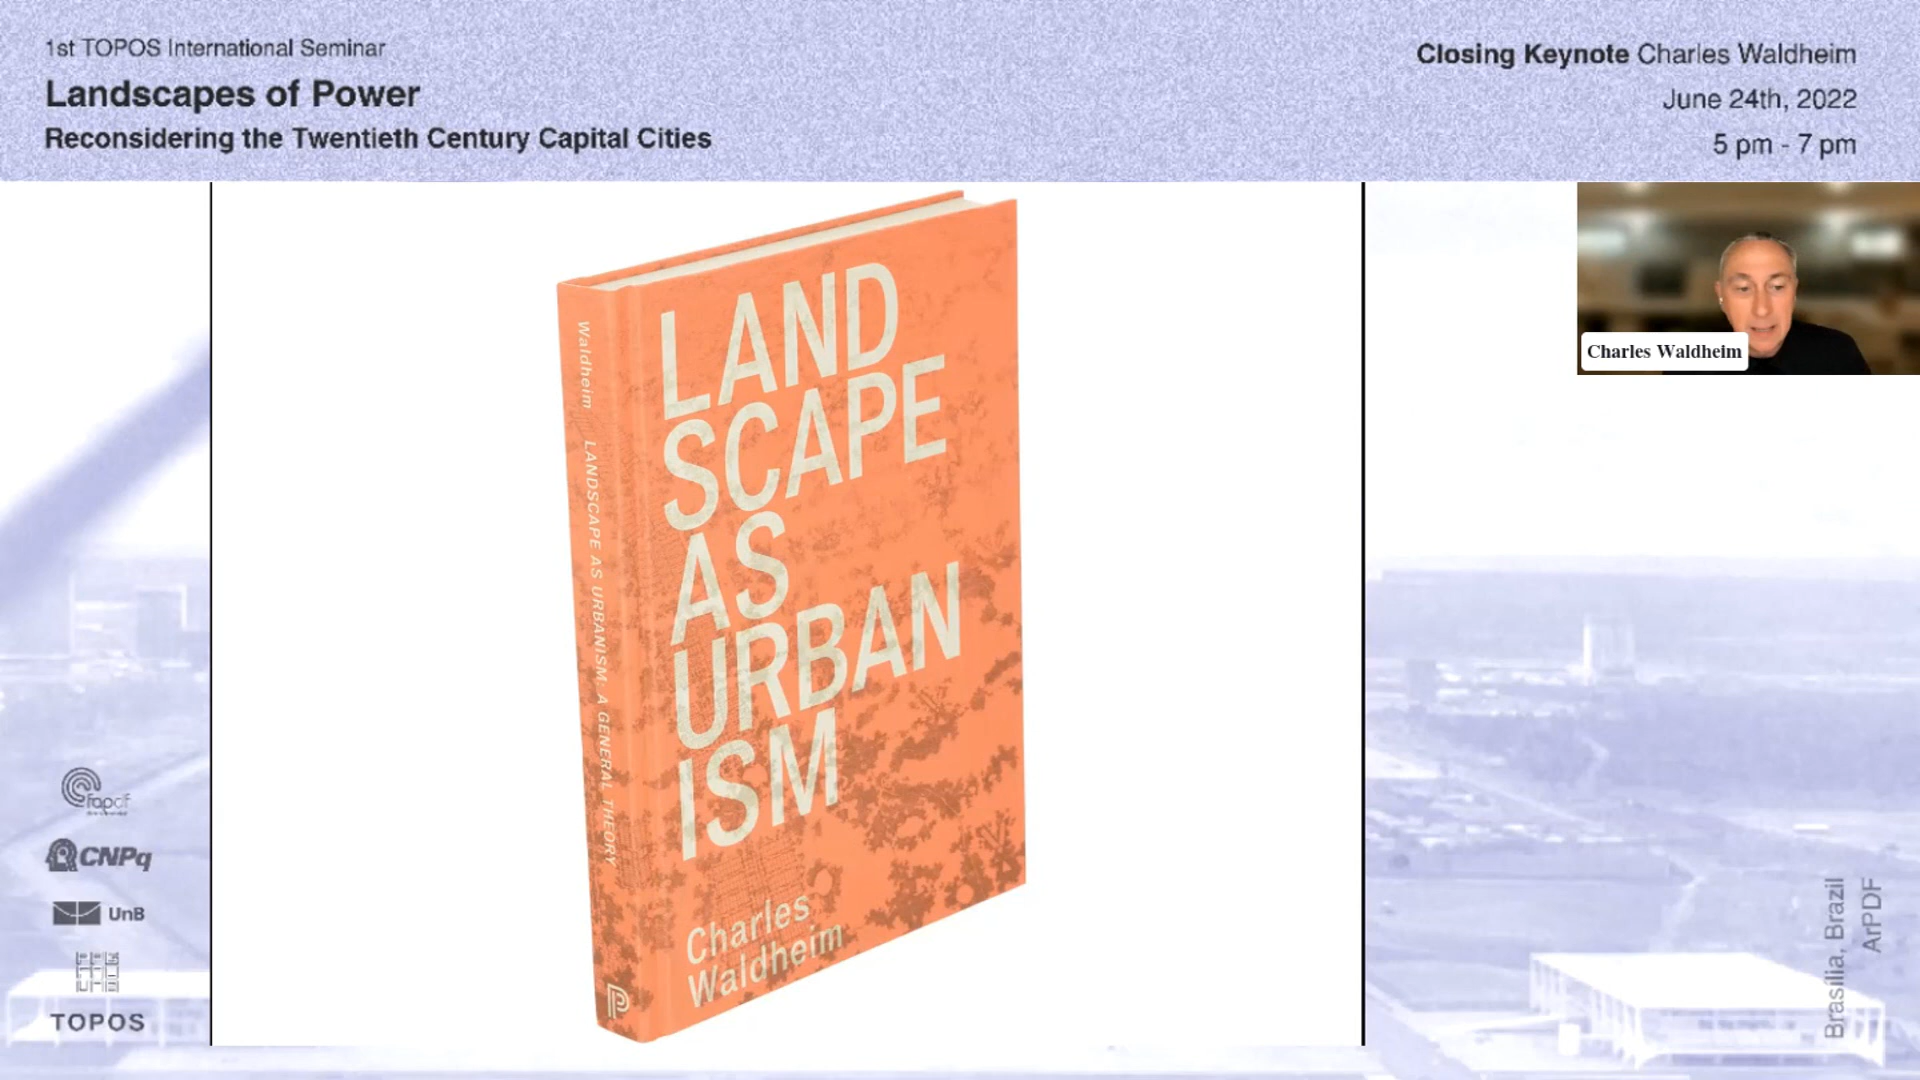 1st TOPOS International Seminar
Landscapes of Power
Reconsidering the Twentieth Century Capital Cities
Closing Keynote Charles Waldheim
June 24th, 2022
5 pm - 7 pm
Charles Waldheim
Waldheim LANDSCAPE AS URBANISM: A GENERAL THEORY
LAND
SCAPE
AS
URBAN
ISM
Charles
Waldheim
fapdf
CNPq
UnB
TOPOS
Brasília, Brazil
ArPDF